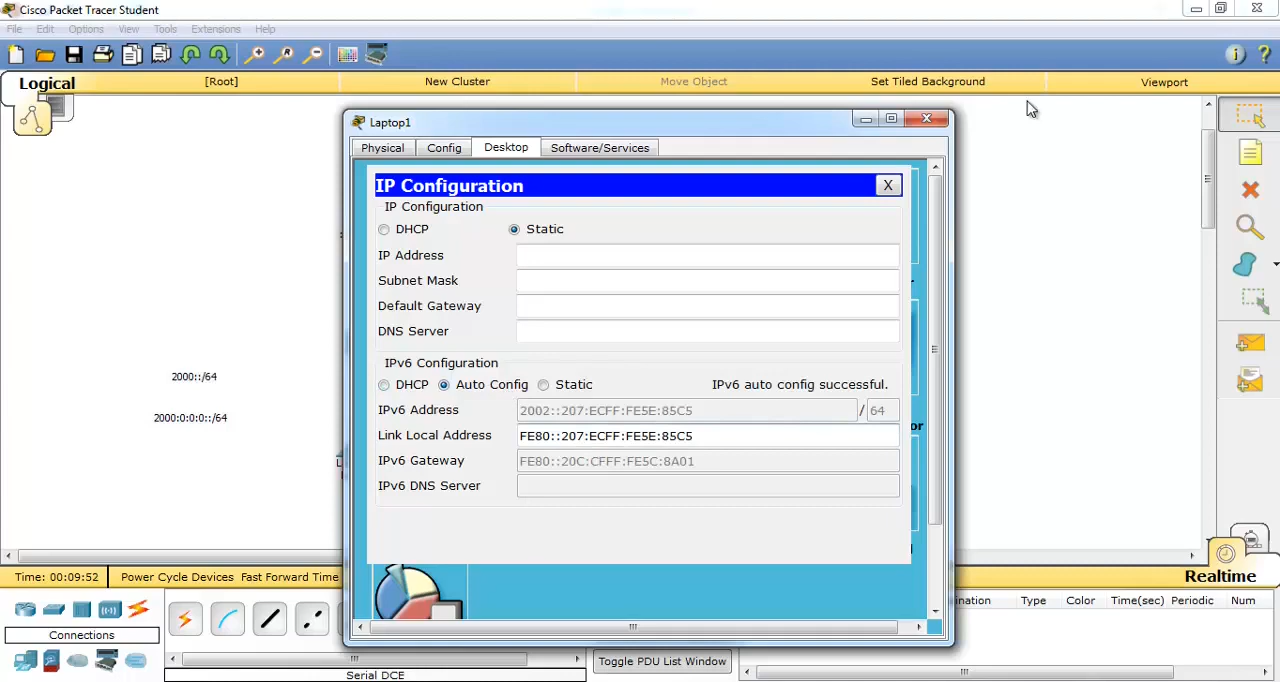 Cisco Packet Tracer Student
File Edit Options View Tools Extensions Help
Logical [Root] New Cluster Move Object Set Tiled Background Viewport
Laptop1
Physical Config Desktop Software/Services
IP Configuration X
IP Configuration
DHCP Static
IP Address
Subnet Mask
Default Gateway
DNS Server
IPv6 Configuration
DHCP Auto Config Static IPv6 auto config successful.
IPv6 Address 2002::207:ECFF:FE5E:85C5 / 64
Link Local Address FE80::207:ECFF:FE5E:85C5
IPv6 Gateway FE80::20C:CFFF:FE5C:8A01
IPv6 DNS Server
2000::/64
2000:0:0:0::/64
or
Time: 00:09:52 Power Cycle Devices Fast Forward Time
Realtime
Connections
Serial DCE
Toggle PDU List Window
ination Type Color Time(sec) Periodic Num